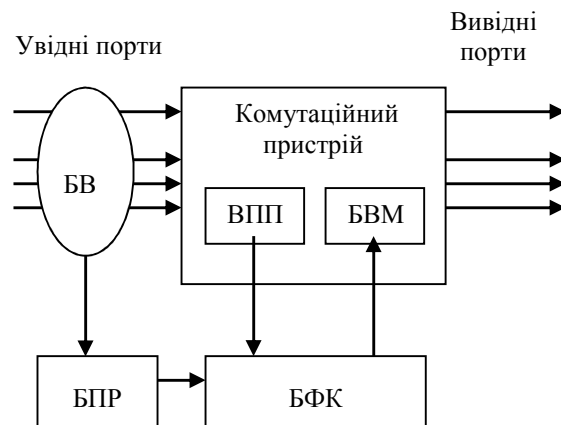 Увідні порти
Вивідні
порти
Комутаційний
пристрій
БВ
ВПП
БВМ
БПР
БФК